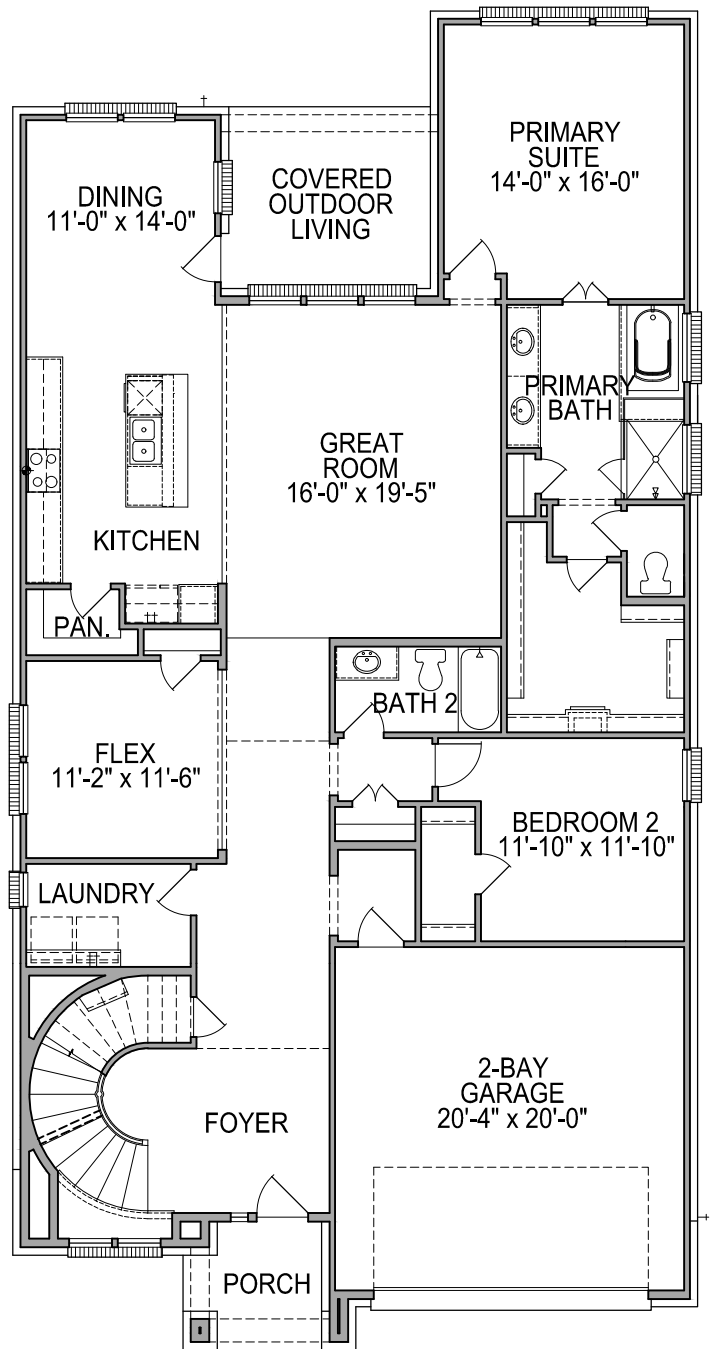 PRIMARY
SUITE
14'-0" x 16'-0"
DINING
11'-0" x 14'-0"
COVERED
OUTDOOR
LIVING
PRIMARY
BATH
GREAT
ROOM
16'-0" x 19'-5"
KITCHEN
PAN.
BATH 2
FLEX
11'-2" x 11'-6"
BEDROOM 2
11'-10" x 11'-10"
LAUNDRY
2-BAY
GARAGE
20'-4" x 20'-0"
FOYER
PORCH